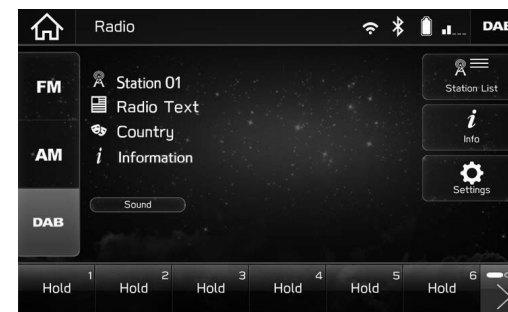 Radio
DAB
FM
AM
DAB
Station 01
Radio Text
Country
i Information
Sound
Station List
i
Info
Settings
1 2 3 4 5 6
Hold Hold Hold Hold Hold Hold